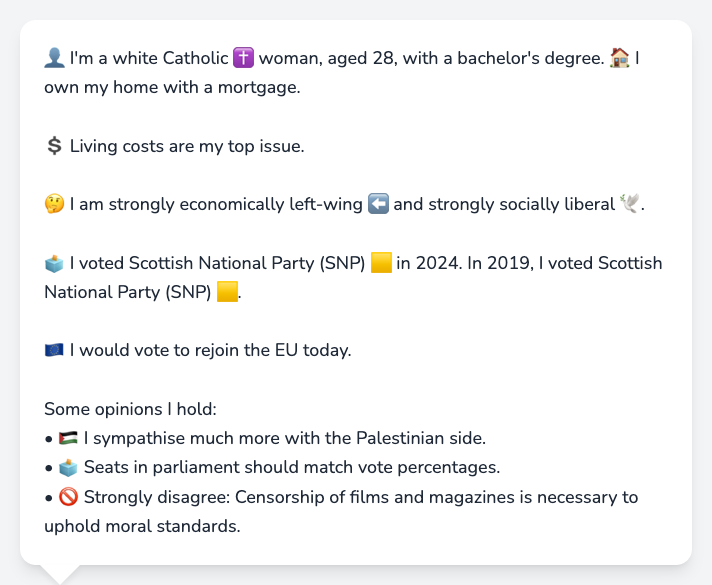 👤 I'm a white Catholic ✝️ woman, aged 28, with a bachelor's degree. 🏠 I
own my home with a mortgage.
💲 Living costs are my top issue.
🤔 I am strongly economically left-wing ⬅️ and strongly socially liberal 🕊️.
🗳️ I voted Scottish National Party (SNP) 🟨 in 2024. In 2019, I voted Scottish
National Party (SNP) 🟨.
🇪🇺 I would vote to rejoin the EU today.
Some opinions I hold:
• 🇵🇸 I sympathise much more with the Palestinian side.
• 🗳️ Seats in parliament should match vote percentages.
• 🚫 Strongly disagree: Censorship of films and magazines is necessary to
uphold moral standards.